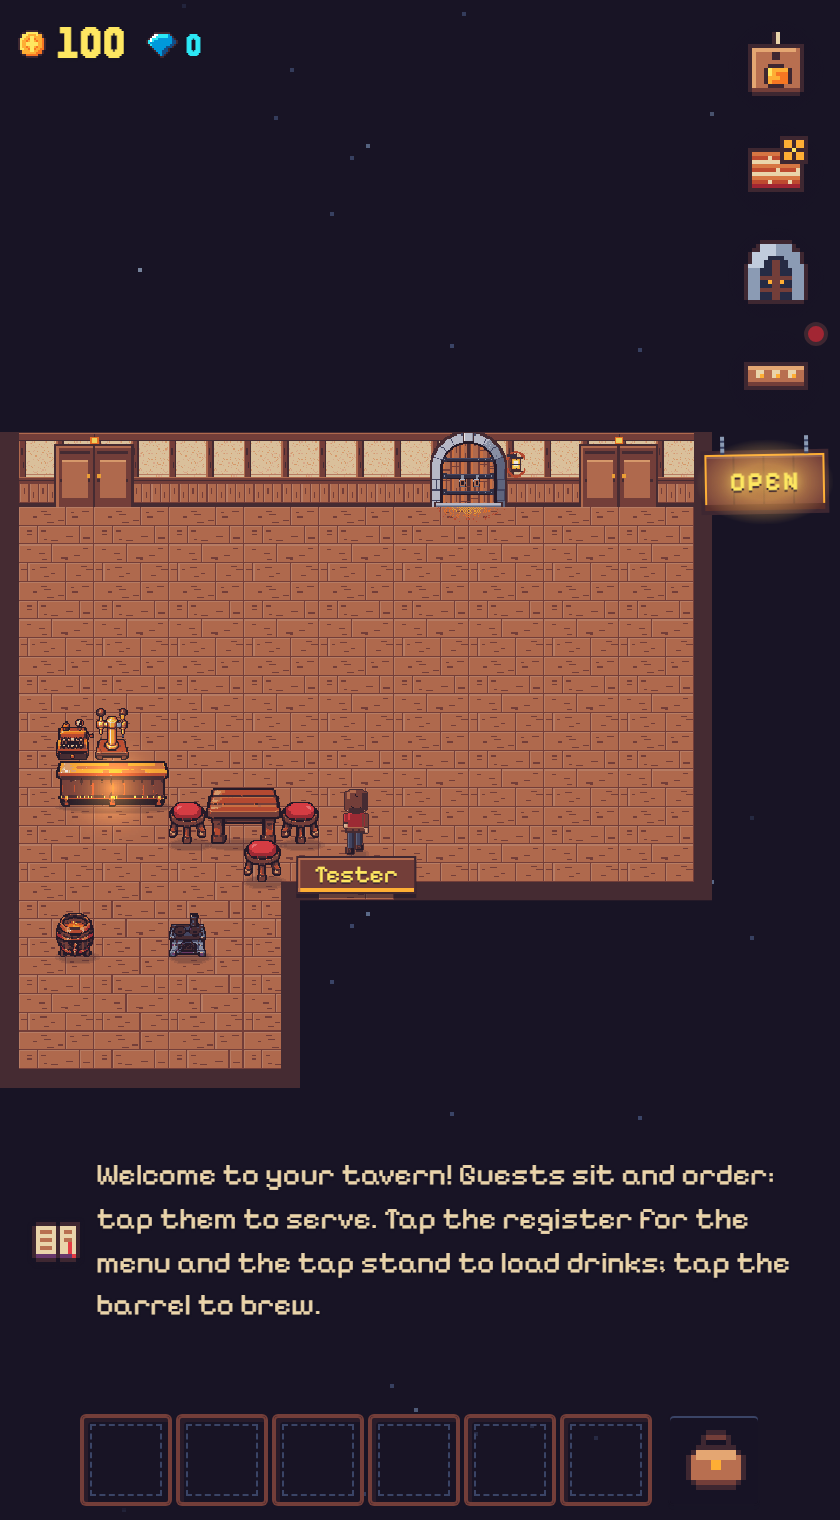 100 0
OPEN
Tester
Welcome to your tavern! Guests sit and order:
tap them to serve. Tap the register for the
menu and the tap stand to load drinks; tap the
barrel to brew.